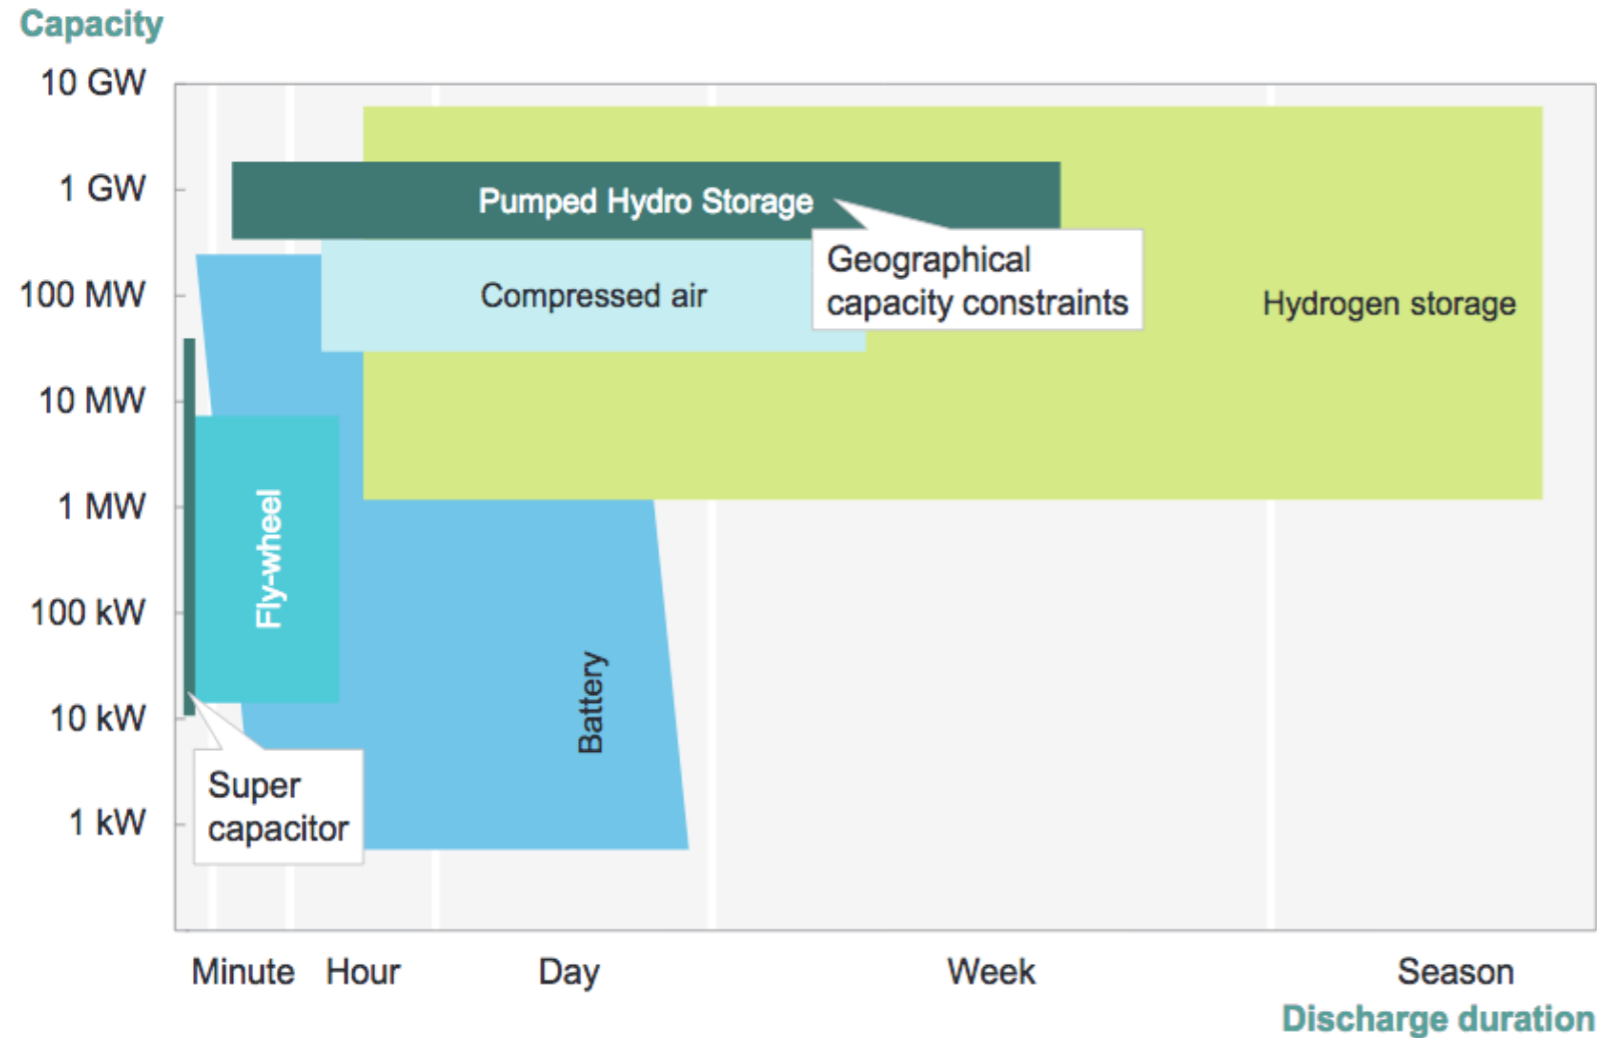 Capacity
10 GW
1 GW
100 MW
10 MW
1 MW
100 kW
10 kW
1 kW
Pumped Hydro Storage
Geographical
capacity constraints
Compressed air
Hydrogen storage
Fly-wheel
Battery
Super
capacitor
Minute Hour Day Week Season
Discharge duration